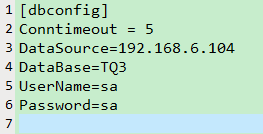 1 [dbconfig]
2 Conntimeout = 5
3 DataSource=192.168.6.104
4 DataBase=TQ3
5 UserName=sa
6 Password=sa
7